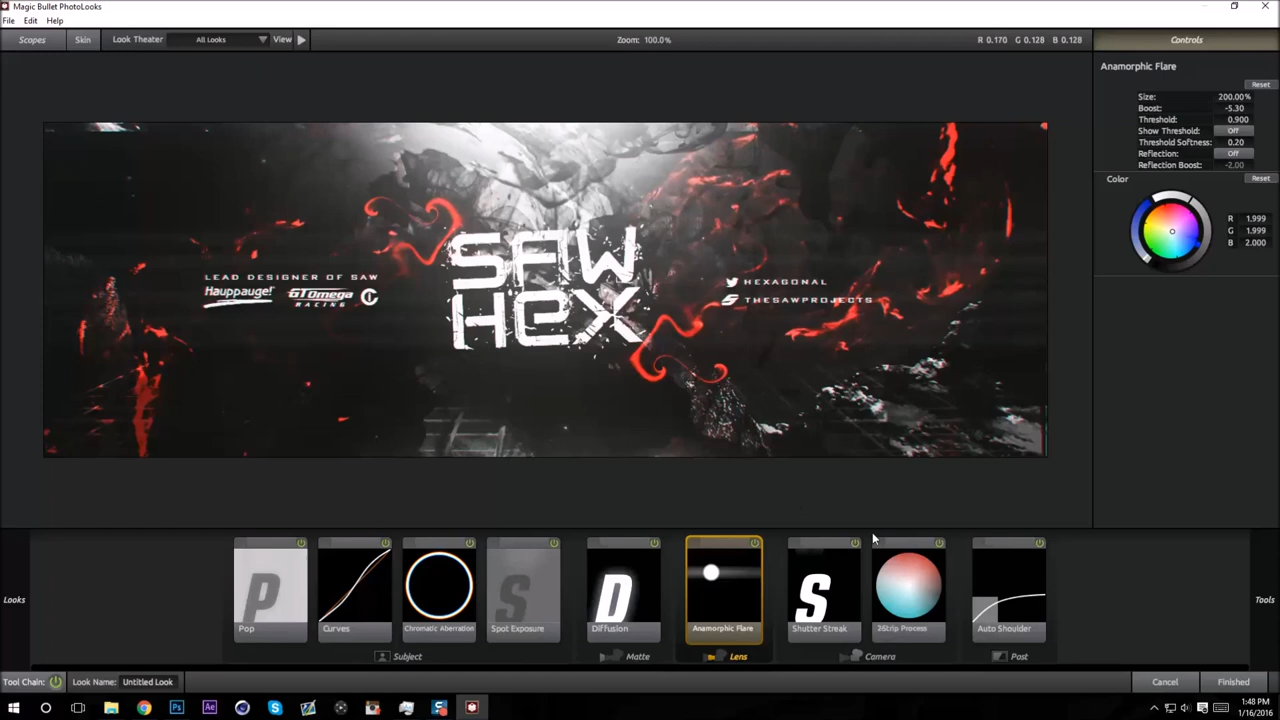 Magic Bullet PhotoLooks
File Edit Help
Scopes Skin Look Theater All Looks View Zoom: 100.0% R 0.170 G 0.128 B 0.128 Controls
Anamorphic Flare
Reset
Size: 200.00%
Boost: -5.30
Threshold: 0.900
Show Threshold: Off
Threshold Softness: 0.20
Reflection: Off
Reflection Boost: -2.00
Color Reset
R 1.999
G 1.999
B 2.000
SAW
HEX
LEAD DESIGNER OF SAW
Hauppauge! GTOmega
RACING
HEXAGONAL
THESAWPROJECTS
P S D S
Pop Curves Chromatic Aberration Spot Exposure Diffusion Anamorphic Flare Shutter Streak 2Strip Process Auto Shoulder
Looks Tools
Subject Matte Lens Camera Post
Tool Chain: Look Name: Untitled Look Cancel Finished
Ps Ae
1:48 PM
1/16/2016